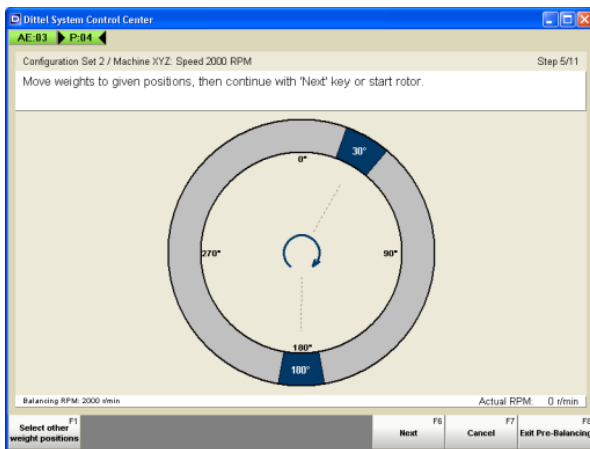 Dittel System Control Center
AE:03 P:04
Configuration Set 2 / Machine XYZ: Speed 2000 RPM Step 5/11
Move weights to given positions, then continue with 'Next' key or start rotor.
30°
0°
270° 90°
180°
180°
Balancing RPM: 2000 r/min Actual RPM: 0 r/min
F1 F6 F7 F8
Select other
weight positions Next Cancel Exit Pre-Balancing